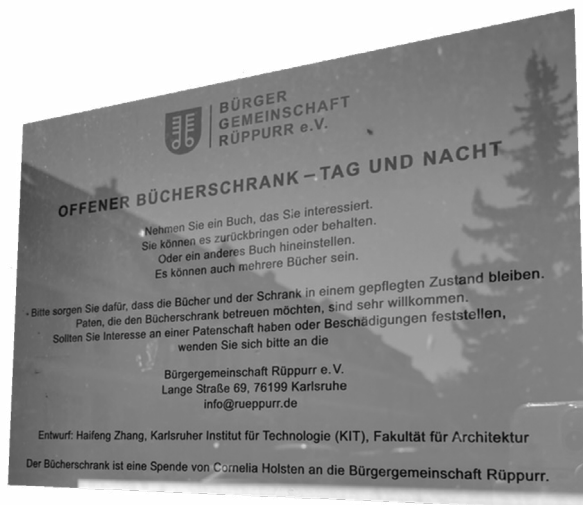 BÜRGER
GEMEINSCHAFT
RÜPPURR e.V.
OFFENER BÜCHERSCHRANK – TAG UND NACHT
Nehmen Sie ein Buch, das Sie interessiert.
Sie können es zurückbringen oder behalten.
Oder ein anderes Buch hineinstellen.
Es können auch mehrere Bücher sein.
Bitte sorgen Sie dafür, dass die Bücher und der Schrank in einem gepflegten Zustand bleiben.
Paten, die den Bücherschrank betreuen möchten, sind sehr willkommen.
Sollten Sie Interesse an einer Patenschaft haben oder Beschädigungen feststellen,
wenden Sie sich bitte an die
Bürgergemeinschaft Rüppurr e.V.
Lange Straße 69, 76199 Karlsruhe
info@rueppurr.de
Entwurf: Haifeng Zhang, Karlsruher Institut für Technologie (KIT), Fakultät für Architektur
Der Bücherschrank ist eine Spende von Cornelia Holsten an die Bürgergemeinschaft Rüppurr.